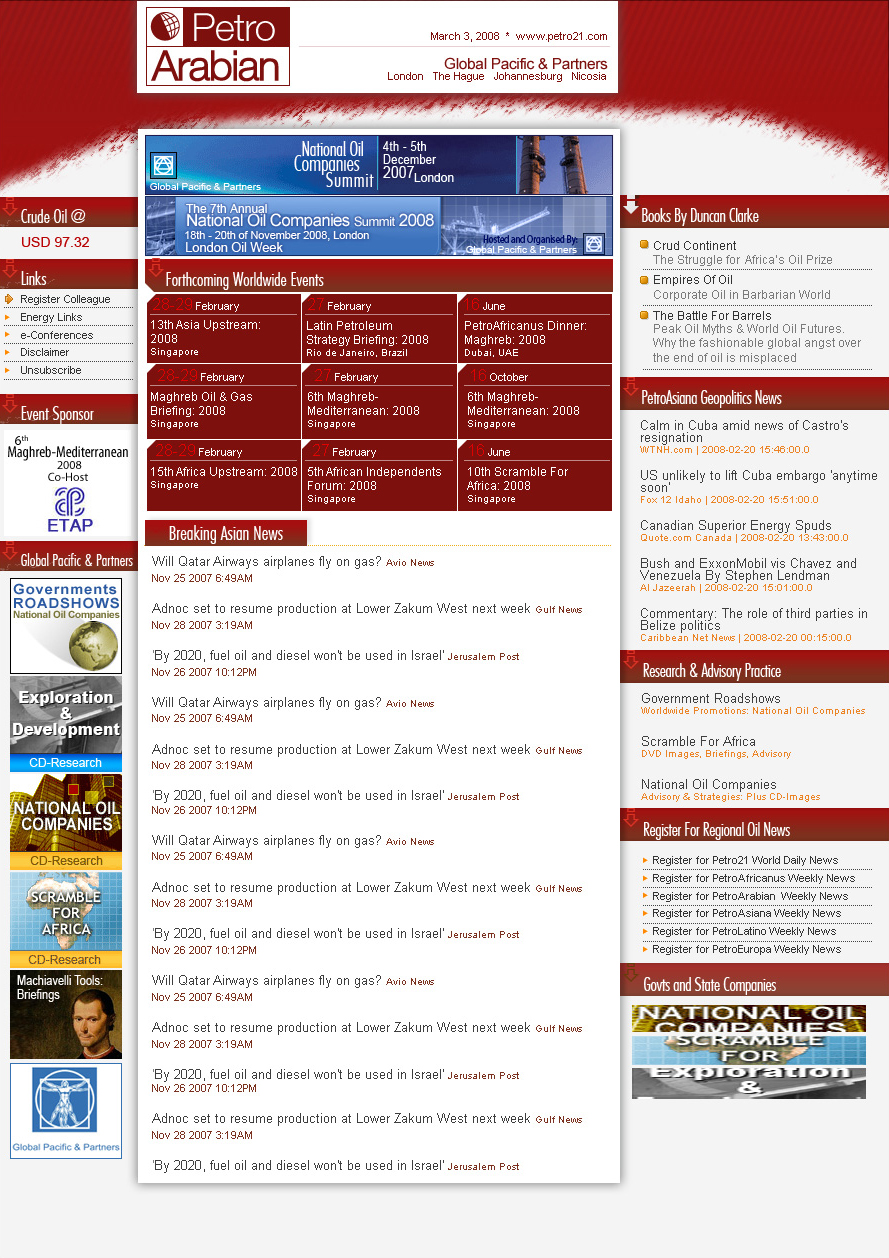 Petro
Arabian
March 3, 2008 * www.petro21.com
Global Pacific & Partners
London The Hague Johannesburg Nicosia
National Oil
Companies
Summit
4th - 5th
December
2007 London
Global Pacific & Partners
The 7th Annual
National Oil Companies Summit 2008
18th - 20th of November 2008, London
London Oil Week
Hosted and Organised By:
Global Pacific & Partners
Crude Oil @
USD 97.32
Links
Register Colleague
Energy Links
e-Conferences
Disclaimer
Unsubscribe
Event Sponsor
6th
Maghreb-Mediterranean
2008
Co-Host
ETAP
Global Pacific & Partners
Governments
ROADSHOWS
National Oil Companies
Exploration
&
Development
CD-Research
NATIONAL OIL
COMPANIES
CD-Research
SCRAMBLE
FOR
AFRICA
CD-Research
Machiavelli Tools:
Briefings
Global Pacific & Partners
Forthcoming Worldwide Events
28-29 February
13th Asia Upstream:
2008
Singapore
27 February
Latin Petroleum
Strategy Briefing: 2008
Rio de Janeiro, Brazil
16 June
PetroAfricanus Dinner:
Maghreb: 2008
Dubai, UAE
28-29 February
Maghreb Oil & Gas
Briefing: 2008
Singapore
27 February
6th Maghreb-
Mediterranean: 2008
Singapore
16 October
6th Maghreb-
Mediterranean: 2008
Singapore
28-29 February
15th Africa Upstream: 2008
Singapore
27 February
5th African Independents
Forum: 2008
Singapore
16 June
10th Scramble For
Africa: 2008
Singapore
Breaking Asian News
Will Qatar Airways airplanes fly on gas? Avio News
Nov 25 2007 6:49AM
Adnoc set to resume production at Lower Zakum West next week Gulf News
Nov 28 2007 3:19AM
'By 2020, fuel oil and diesel won't be used in Israel' Jerusalem Post
Nov 26 2007 10:12PM
Will Qatar Airways airplanes fly on gas? Avio News
Nov 25 2007 6:49AM
Adnoc set to resume production at Lower Zakum West next week Gulf News
Nov 28 2007 3:19AM
'By 2020, fuel oil and diesel won't be used in Israel' Jerusalem Post
Nov 26 2007 10:12PM
Will Qatar Airways airplanes fly on gas? Avio News
Nov 25 2007 6:49AM
Adnoc set to resume production at Lower Zakum West next week Gulf News
Nov 28 2007 3:19AM
'By 2020, fuel oil and diesel won't be used in Israel' Jerusalem Post
Nov 26 2007 10:12PM
Will Qatar Airways airplanes fly on gas? Avio News
Nov 25 2007 6:49AM
Adnoc set to resume production at Lower Zakum West next week Gulf News
Nov 28 2007 3:19AM
'By 2020, fuel oil and diesel won't be used in Israel' Jerusalem Post
Nov 26 2007 10:12PM
Adnoc set to resume production at Lower Zakum West next week Gulf News
Nov 28 2007 3:19AM
'By 2020, fuel oil and diesel won't be used in Israel' Jerusalem Post
Books By Duncan Clarke
Crud Continent
The Struggle for Africa's Oil Prize
Empires Of Oil
Corporate Oil in Barbarian World
The Battle For Barrels
Peak Oil Myths & World Oil Futures.
Why the fashionable global angst over
the end of oil is misplaced
PetroAsiana Geopolitics News
Calm in Cuba amid news of Castro's
resignation
WTNH.com | 2008-02-20 15:46:00.0
US unlikely to lift Cuba embargo 'anytime
soon'
Fox 12 Idaho | 2008-02-20 15:51:00.0
Canadian Superior Energy Spuds
Quote.com Canada | 2008-02-20 13:43:00.0
Bush and ExxonMobil vis Chavez and
Venezuela By Stephen Lendman
Al Jazeerah | 2008-02-20 15:01:00.0
Commentary: The role of third parties in
Belize politics
Caribbean Net News | 2008-02-20 00:15:00.0
Research & Advisory Practice
Government Roadshows
Worldwide Promotions: National Oil Companies
Scramble For Africa
DVD Images, Briefings, Advisory
National Oil Companies
Advisory & Strategies: Plus CD-Images
Register For Regional Oil News
Register for Petro21 World Daily News
Register for PetroAfricanus Weekly News
Register for PetroArabian Weekly News
Register for PetroAsiana Weekly News
Register for PetroLatino Weekly News
Register for PetroEuropa Weekly News
Govts and State Companies
NATIONAL OIL
COMPANIES
SCRAMBLE
FOR
Exploration
&